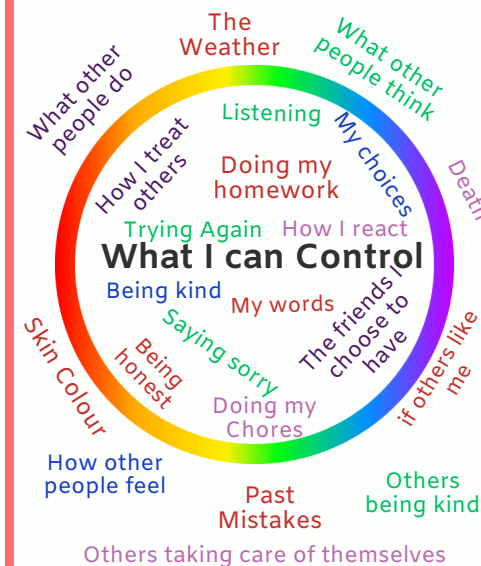 The
Weather
What other
people think
What other
people do
Listening
My choices
How I treat
others
Doing my
homework
Death
Trying Again
How I react
What I can Control
Being kind
My words
The friends I
choose to
have
Saying sorry
Being
honest
Skin Colour
if others like
me
Doing my
Chores
How other
people feel
Others
being kind
Past
Mistakes
Others taking care of themselves